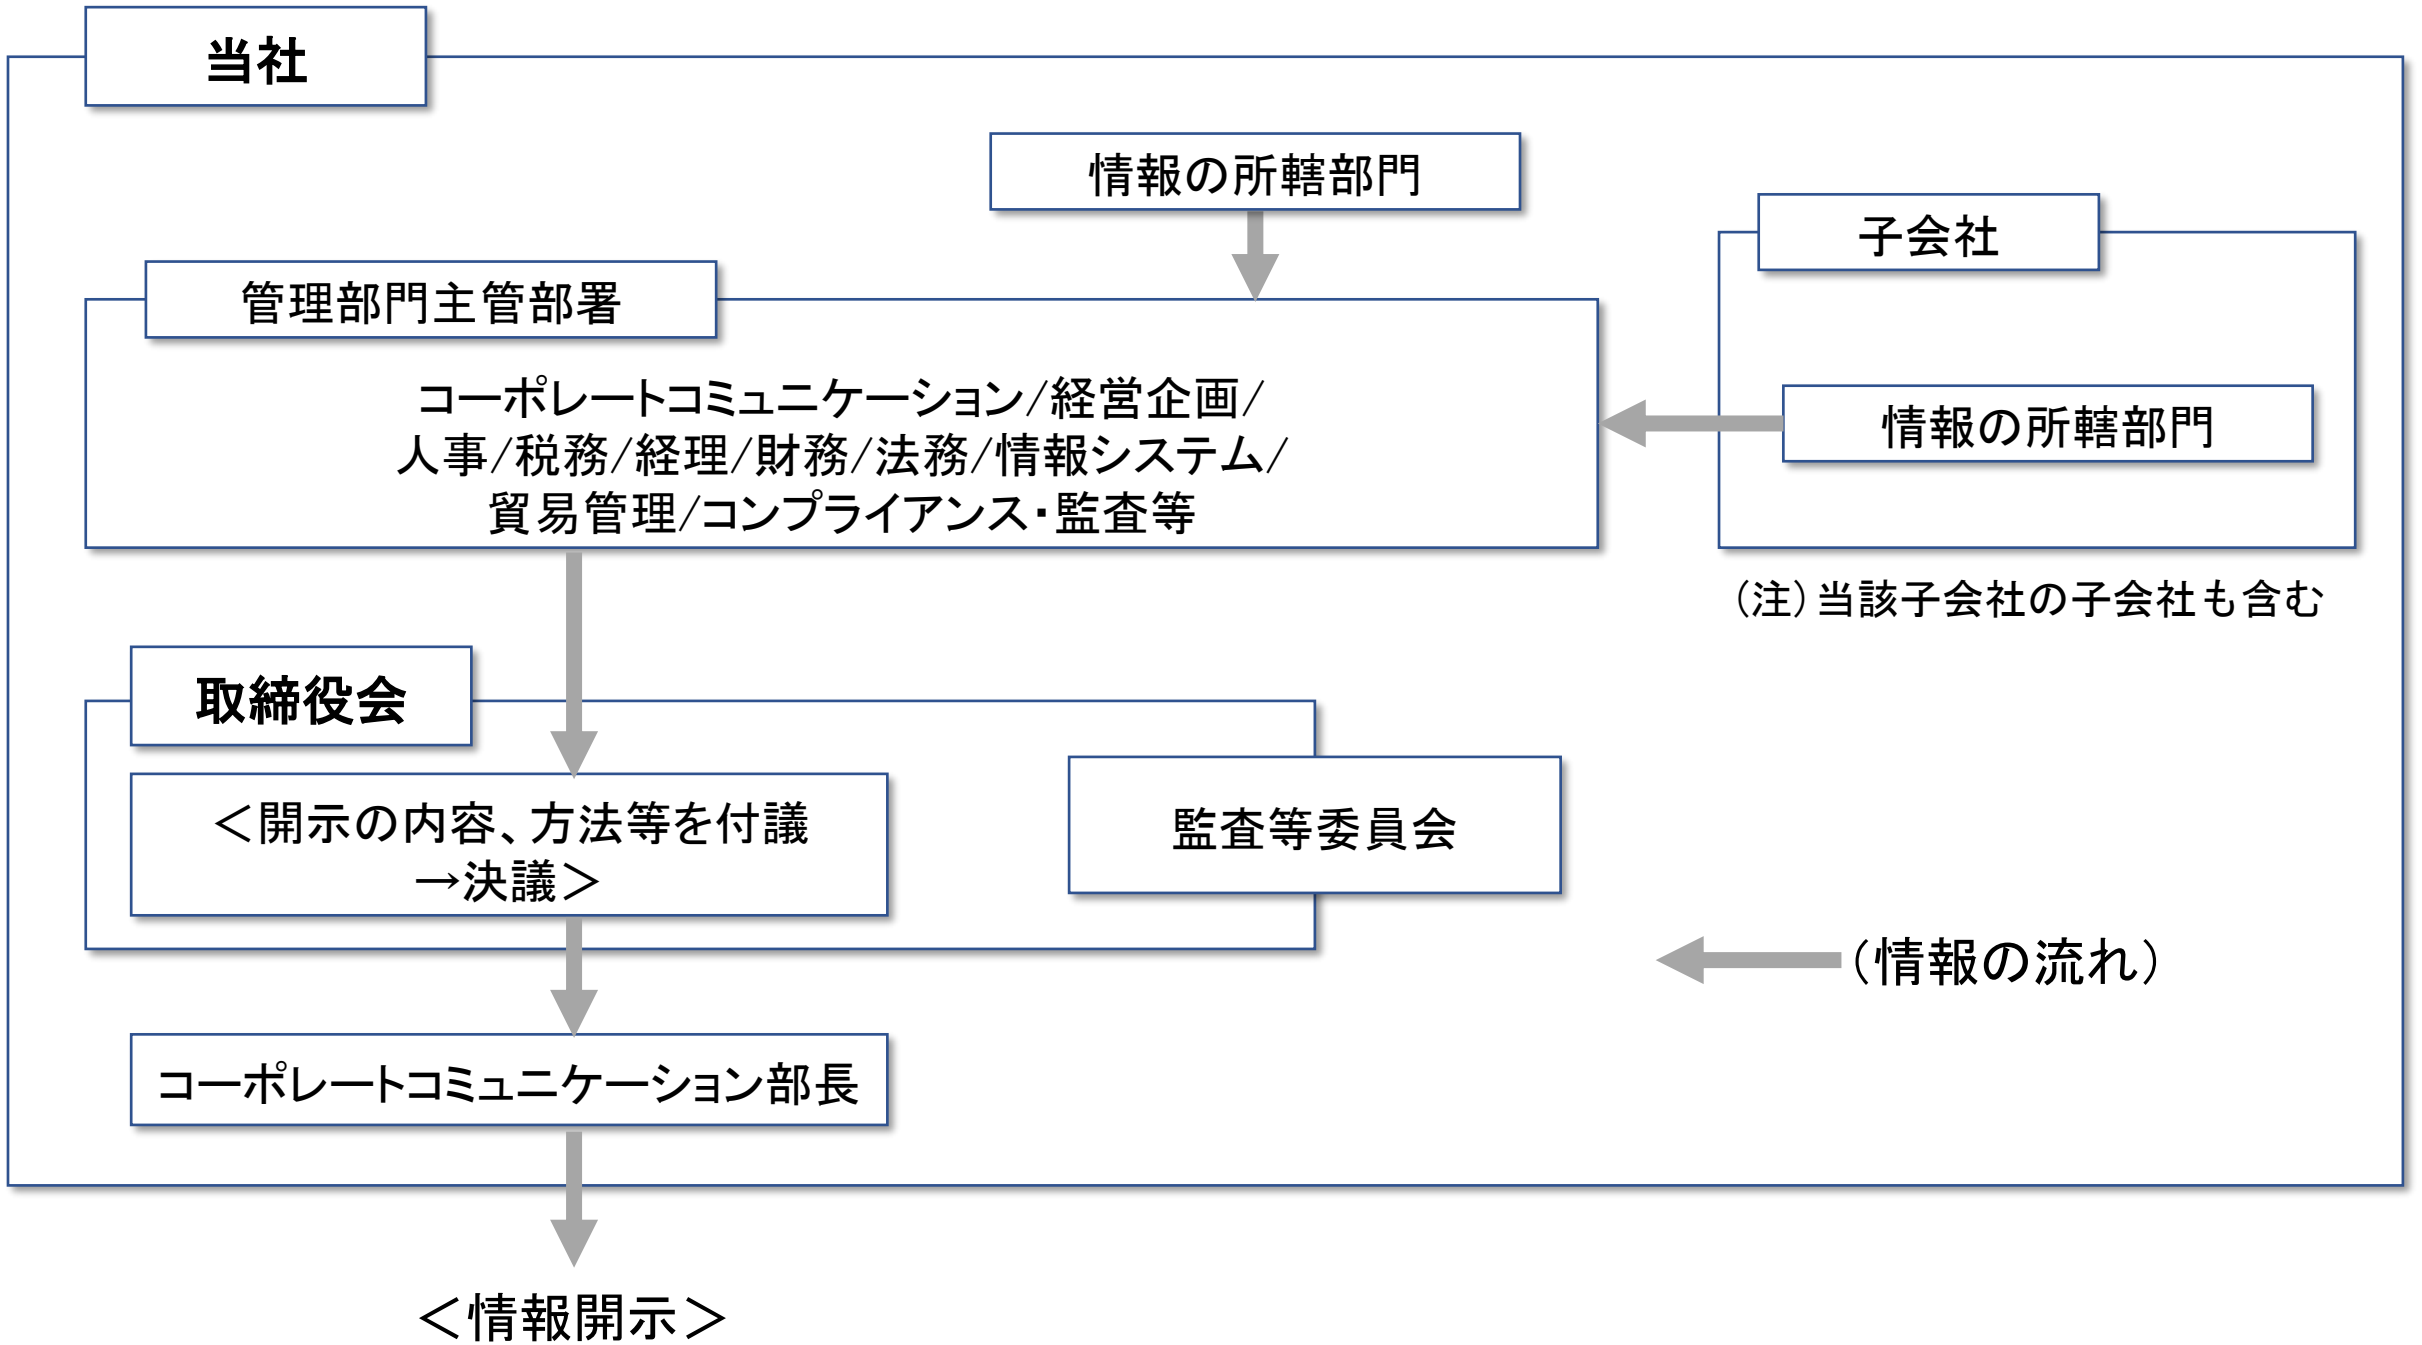 当社
情報の所轄部門
子会社
管理部門主管部署
コーポレートコミュニケーション/経営企画/
人事/税務/経理/財務/法務/情報システム/
貿易管理/コンプライアンス・監査等
情報の所轄部門
（注）当該子会社の子会社も含む
取締役会
＜開示の内容、方法等を付議
→決議＞
監査等委員会
（情報の流れ）
コーポレートコミュニケーション部長
＜情報開示＞